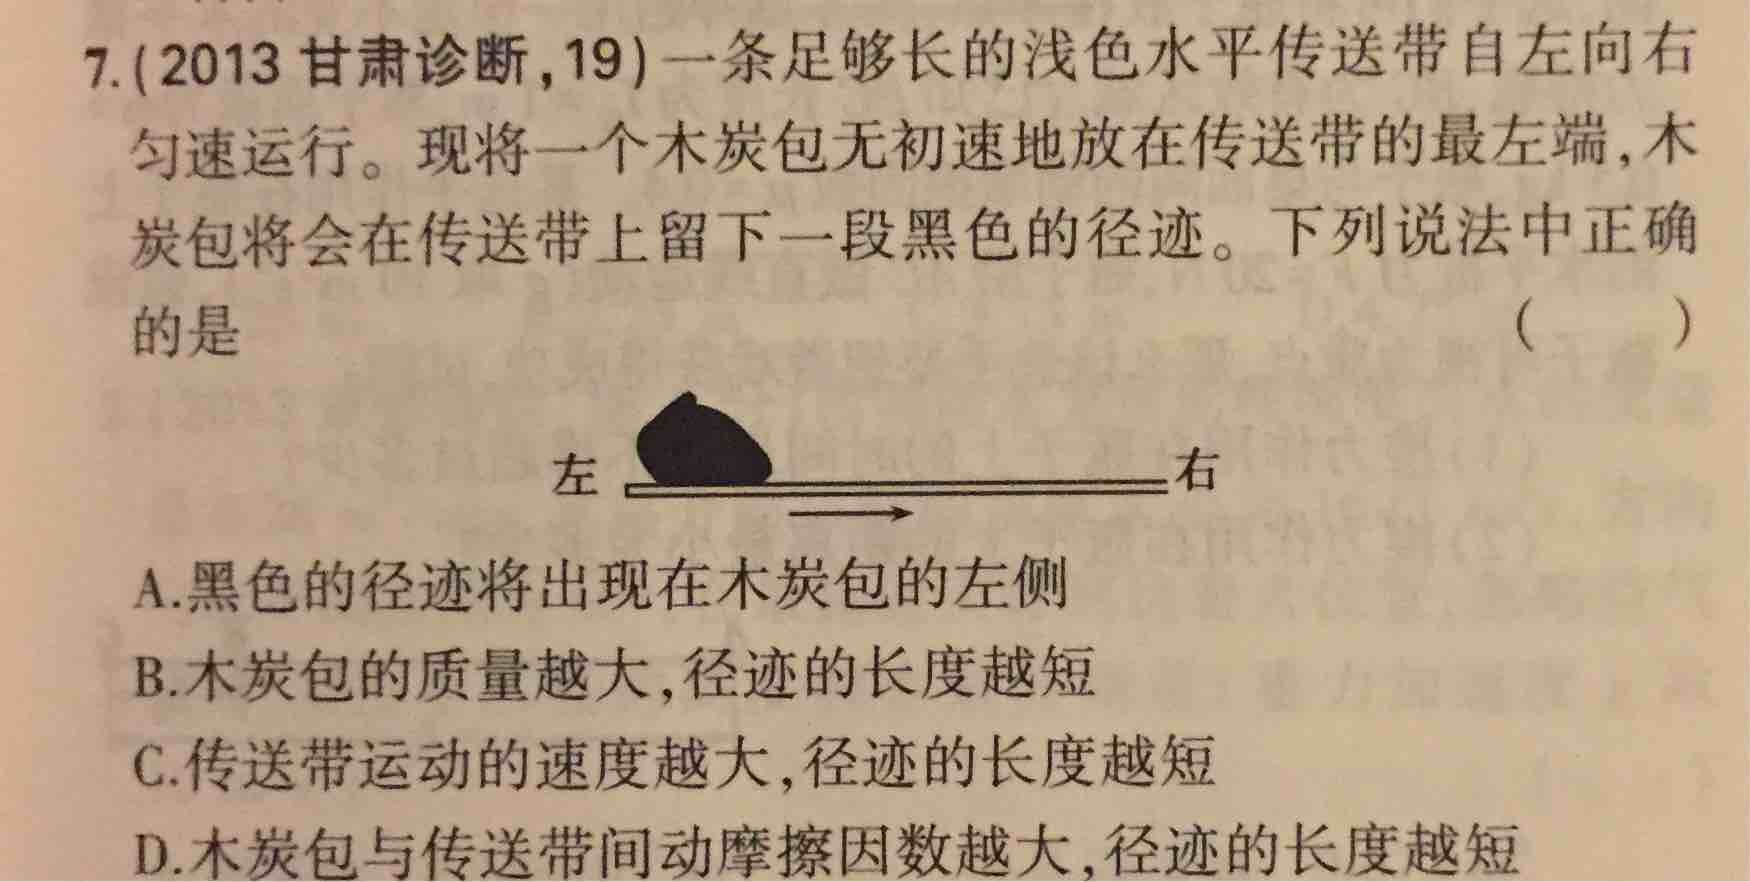 7.(2013 甘肃诊断,19)一条足够长的浅色水平传送带自左向右
匀速运行。现将一个木炭包无初速地放在传送带的最左端,木
炭包将会在传送带上留下一段黑色的径迹。下列说法中正确
的是 (    )
左 右
A.黑色的径迹将出现在木炭包的左侧
B.木炭包的质量越大,径迹的长度越短
C.传送带运动的速度越大,径迹的长度越短
D.木炭包与传送带间动摩擦因数越大,径迹的长度越短